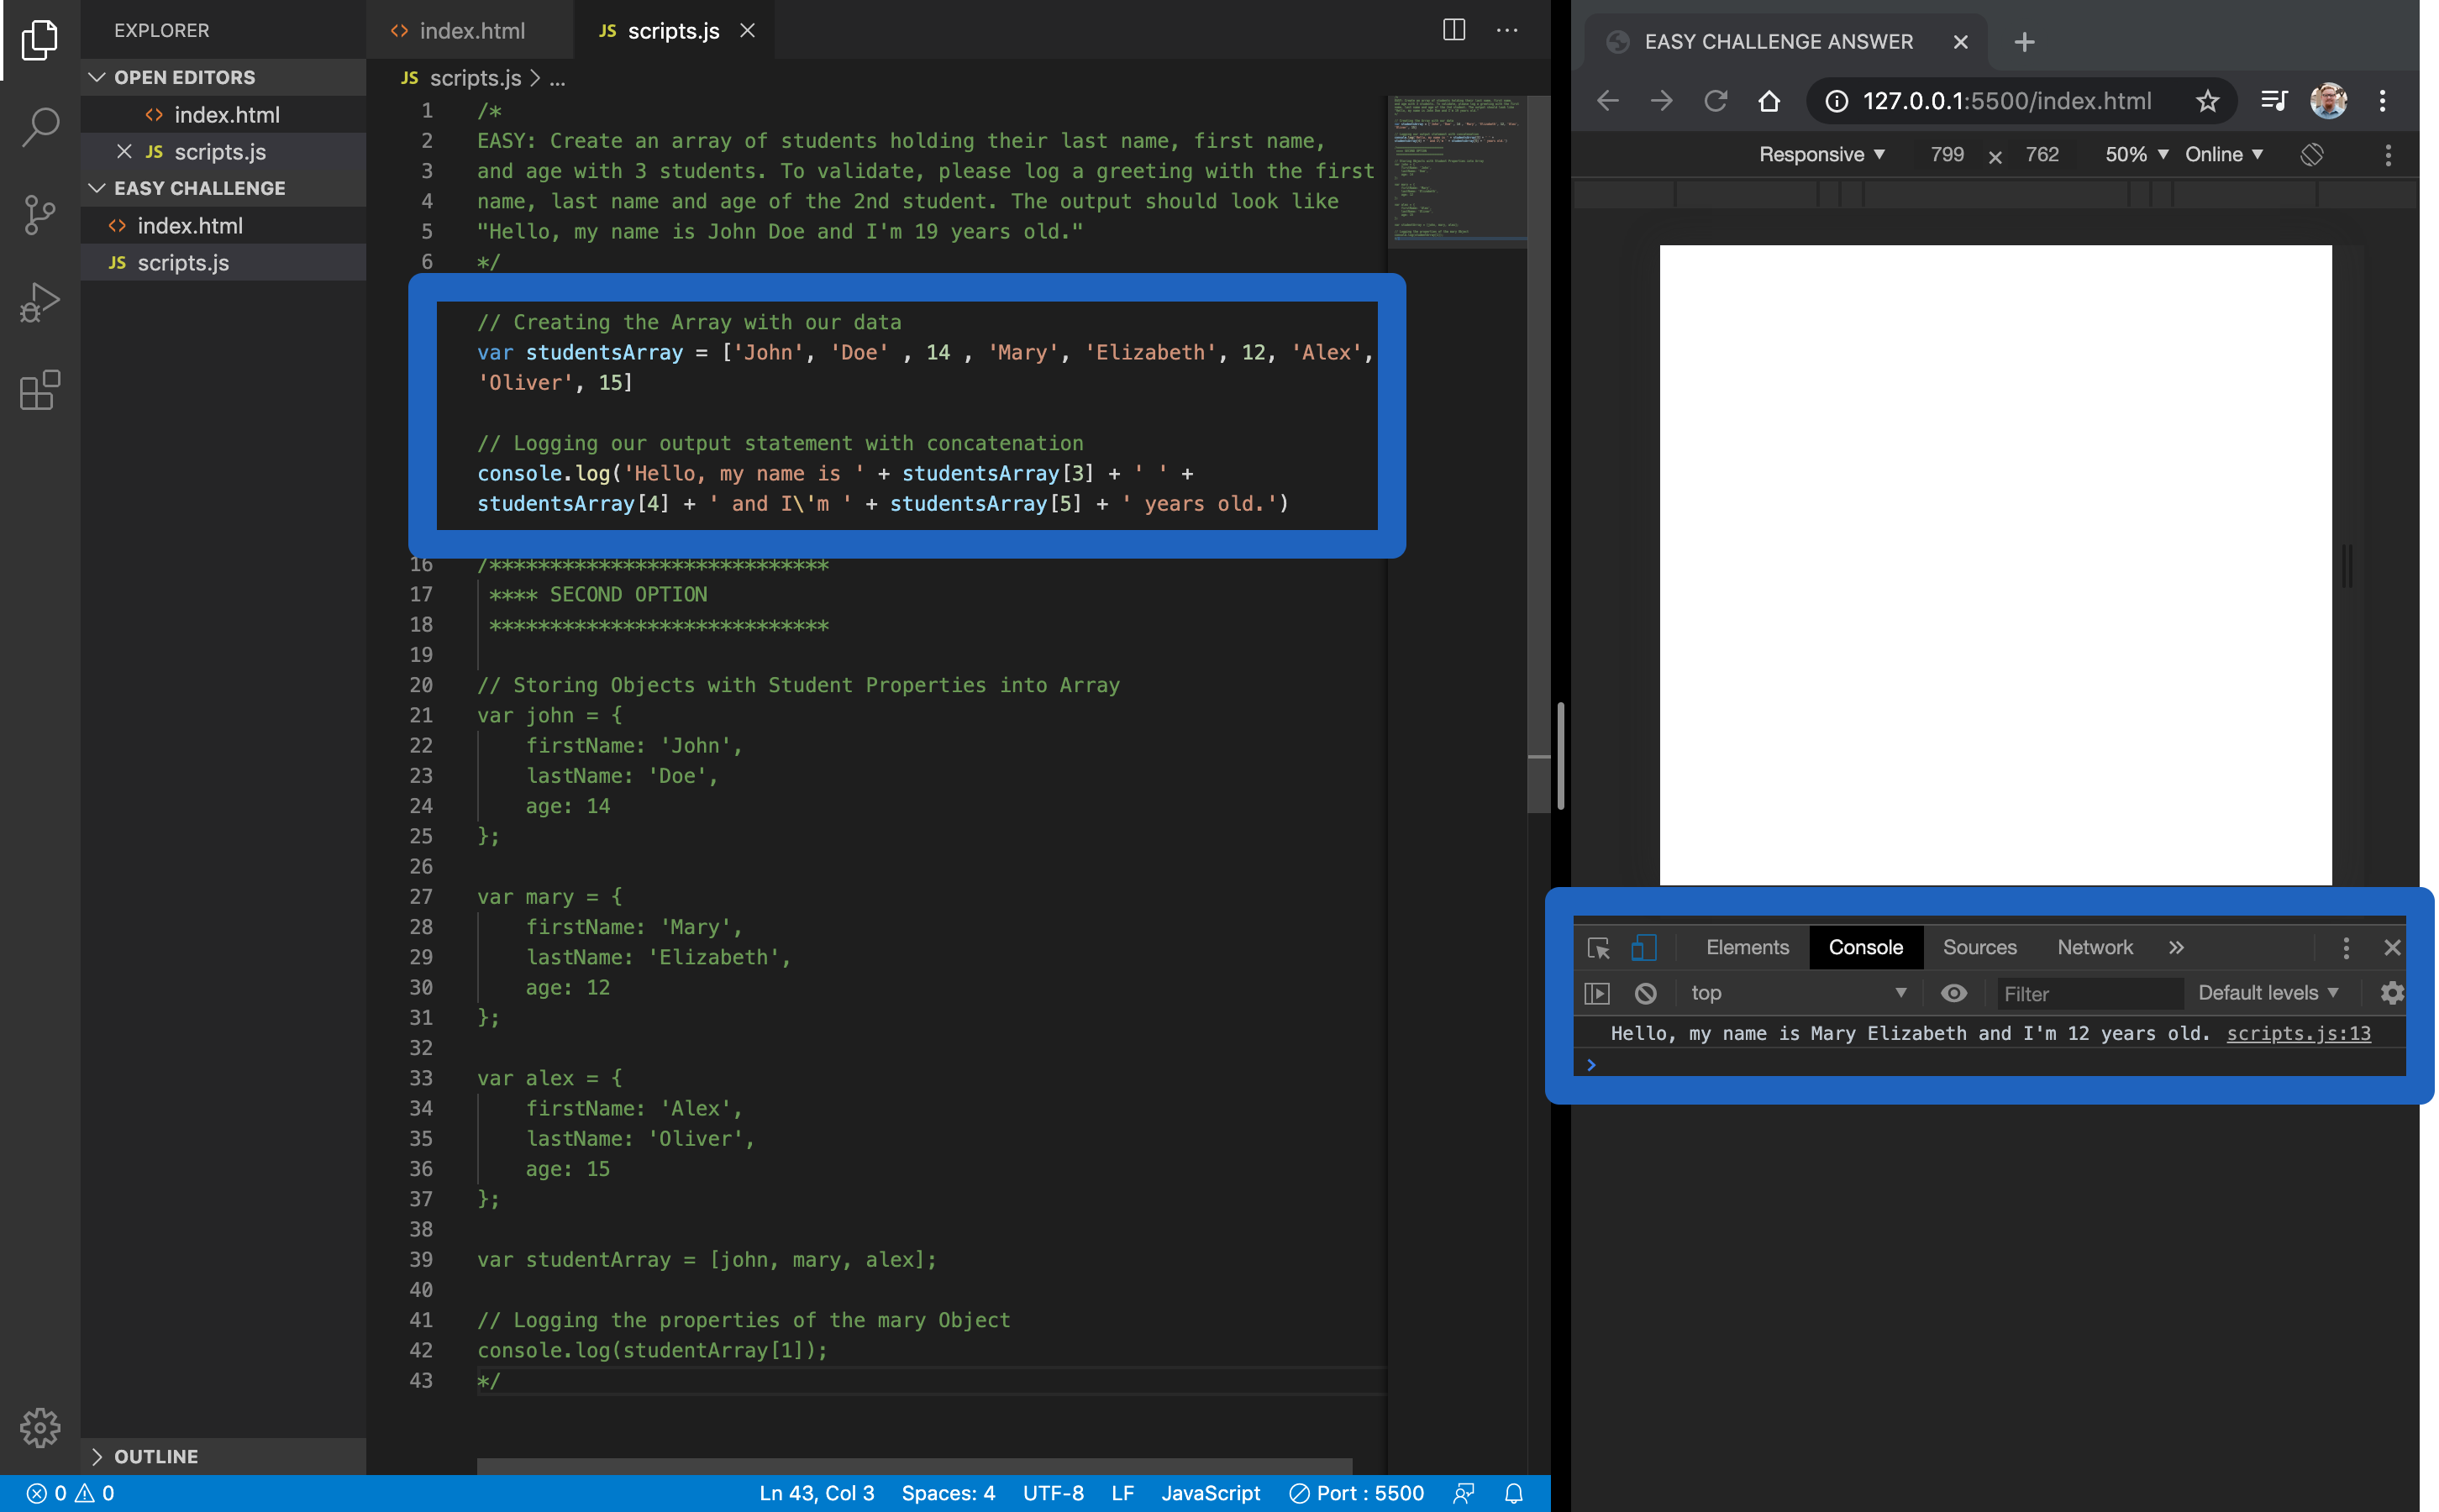 EXPLORER
OPEN EDITORS
<> index.html
JS scripts.js
EASY CHALLENGE
<> index.html
JS scripts.js
OUTLINE
<> index.html
JS scripts.js
JS scripts.js > ...
1 /*
2 EASY: Create an array of students holding their last name, first name,
3 and age with 3 students. To validate, please log a greeting with the first
4 name, last name and age of the 2nd student. The output should look like
5 "Hello, my name is John Doe and I'm 19 years old."
6 */
// Creating the Array with our data
var studentsArray = ['John', 'Doe' , 14 , 'Mary', 'Elizabeth', 12, 'Alex',
'Oliver', 15]
// Logging our output statement with concatenation
console.log('Hello, my name is ' + studentsArray[3] + ' ' +
studentsArray[4] + ' and I\'m ' + studentsArray[5] + ' years old.')
16 /****************************
17 **** SECOND OPTION
18 ****************************
19
20 // Storing Objects with Student Properties into Array
21 var john = {
22 firstName: 'John',
23 lastName: 'Doe',
24 age: 14
25 };
26
27 var mary = {
28 firstName: 'Mary',
29 lastName: 'Elizabeth',
30 age: 12
31 };
32
33 var alex = {
34 firstName: 'Alex',
35 lastName: 'Oliver',
36 age: 15
37 };
38
39 var studentArray = [john, mary, alex];
40
41 // Logging the properties of the mary Object
42 console.log(studentArray[1]);
43 */
0 0
Ln 43, Col 3 Spaces: 4 UTF-8 LF JavaScript Port : 5500
EASY CHALLENGE ANSWER
127.0.0.1:5500/index.html
Responsive 799 x 762 50% Online
Elements Console Sources Network
top Filter Default levels
Hello, my name is Mary Elizabeth and I'm 12 years old. scripts.js:13